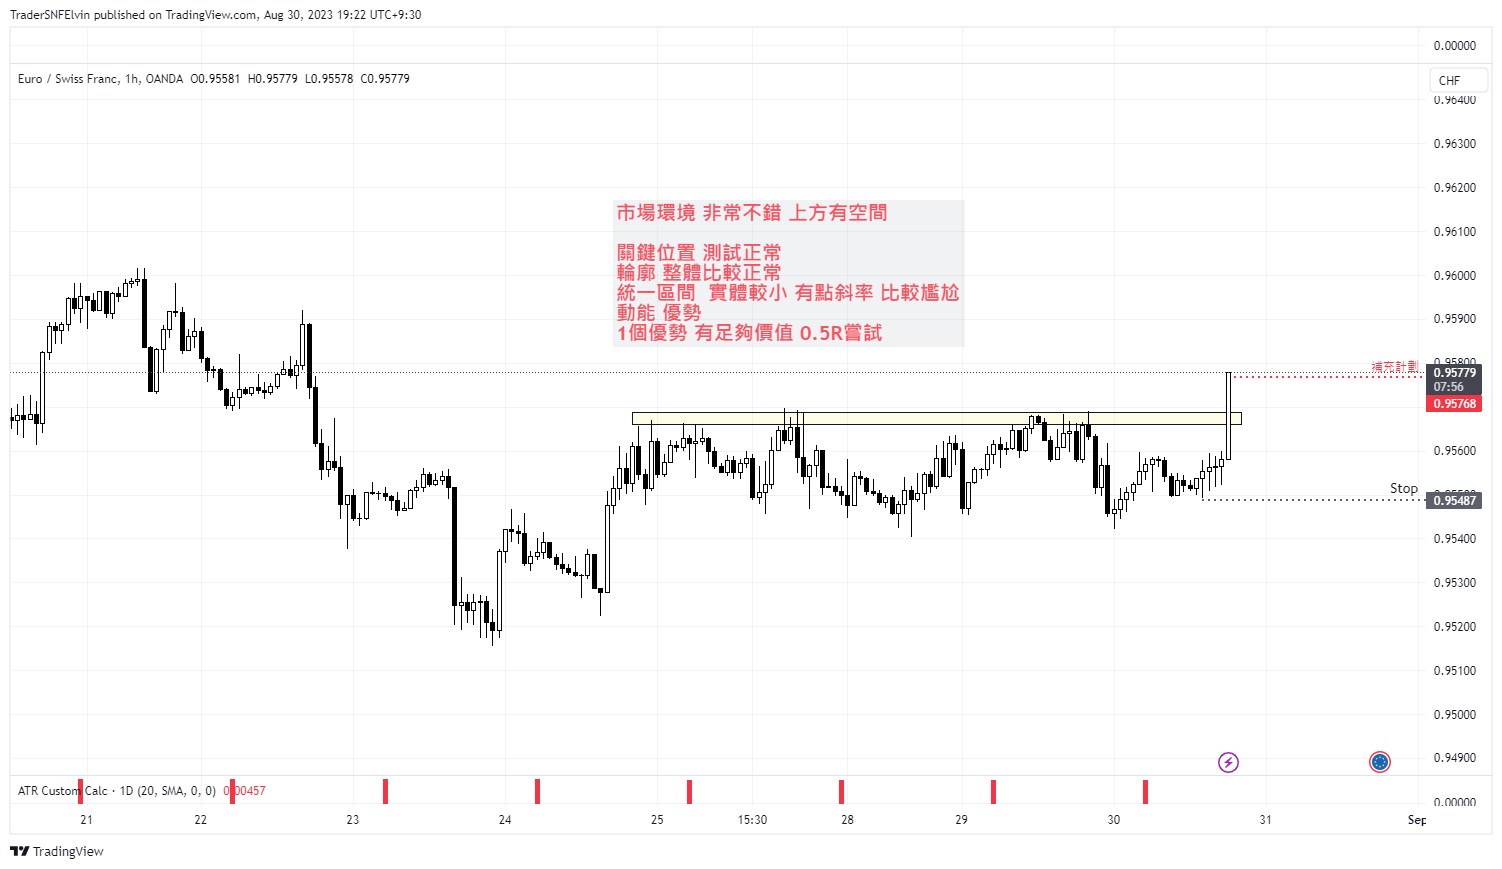 TraderSNFElvin published on TradingView.com, Aug 30, 2023 19:22 UTC+9:30
0.00000
Euro / Swiss Franc, 1h, OANDA O0.95581 H0.95779 L0.95578 C0.95779
CHF
0.96400
0.96300
0.96200
市場環境 非常不錯 上方有空間
0.96100
關鍵位置 測試正常
輪廓 整體比較正常
0.96000
統一區間 實體較小 有點斜率 比較尷尬
動能 優勢
0.95900
1個優勢 有足夠價值 0.5R嘗試
0.95800
補充計劃
0.95779
07:56
0.95768
0.95600
Stop
0.95487
0.95400
0.95300
0.95200
0.95100
0.95000
0.94900
ATR Custom Calc · 1D (20, SMA, 0, 0) 0.00457
0.00000
21 22 23 24 25 15:30 28 29 30 31 Sep
TradingView